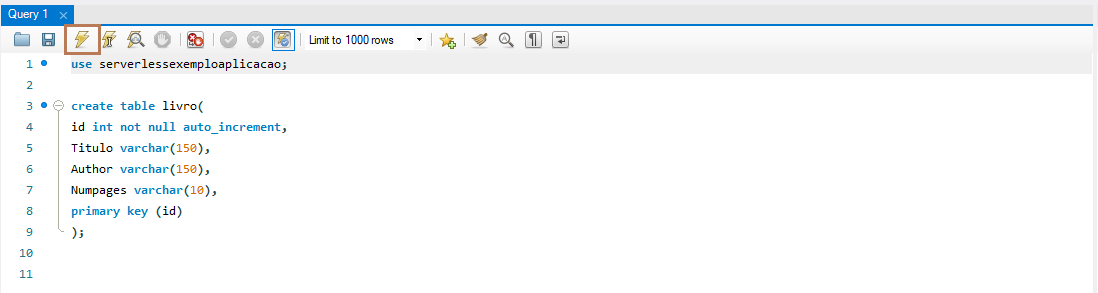 Query 1
Limit to 1000 rows
1 use serverlessexemploaplicacao;
2
3 create table livro(
4 id int not null auto_increment,
5 Titulo varchar(150),
6 Author varchar(150),
7 Numpages varchar(10),
8 primary key (id)
9 );
10
11